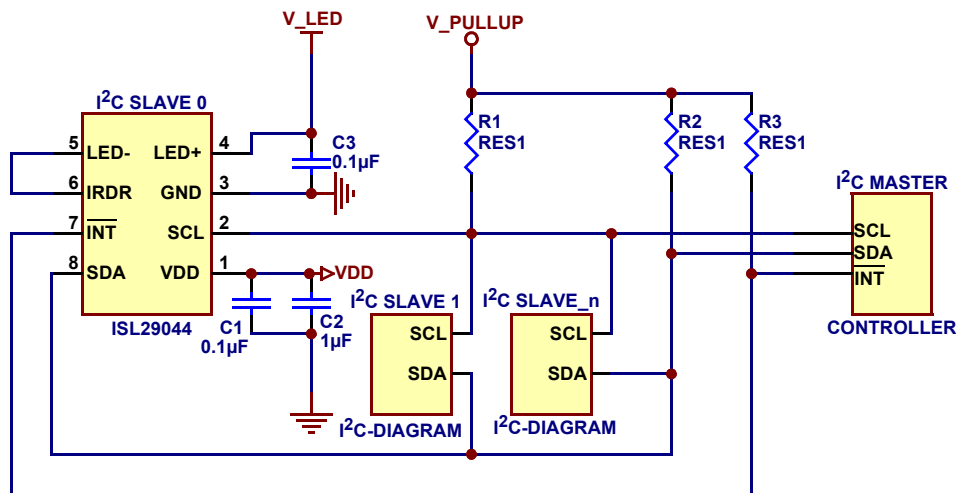 V_LED
V_PULLUP
I²C SLAVE 0
5 LED- LED+ 4
6 IRDR GND 3
7 I̅N̅T̅ SCL 2
8 SDA VDD 1
ISL29044
C3
0.1µF
R1
RES1
R2
RES1
R3
RES1
I²C MASTER
SCL
SDA
I̅N̅T̅
CONTROLLER
VDD
C1
0.1µF
C2
1µF
I²C SLAVE 1
SCL
SDA
I²C-DIAGRAM
I²C SLAVE_n
SCL
SDA
I²C-DIAGRAM